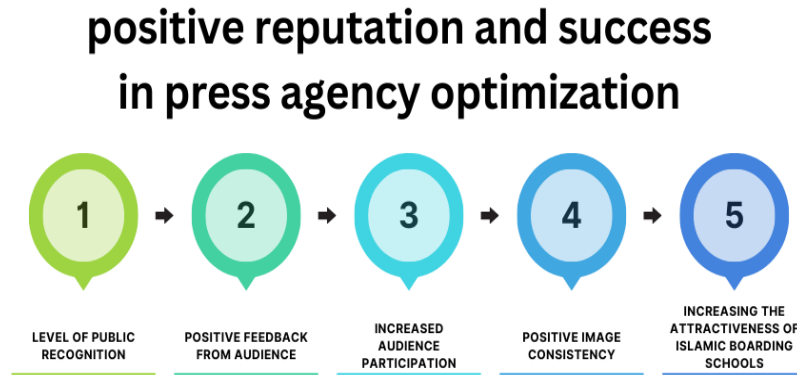 positive reputation and success
in press agency optimization
1
2
3
4
5
LEVEL OF PUBLIC
RECOGNITION
POSITIVE FEEDBACK
FROM AUDIENCE
INCREASED
AUDIENCE
PARTICIPATION
POSITIVE IMAGE
CONSISTENCY
INCREASING THE
ATTRACTIVENESS OF
ISLAMIC BOARDING
SCHOOLS